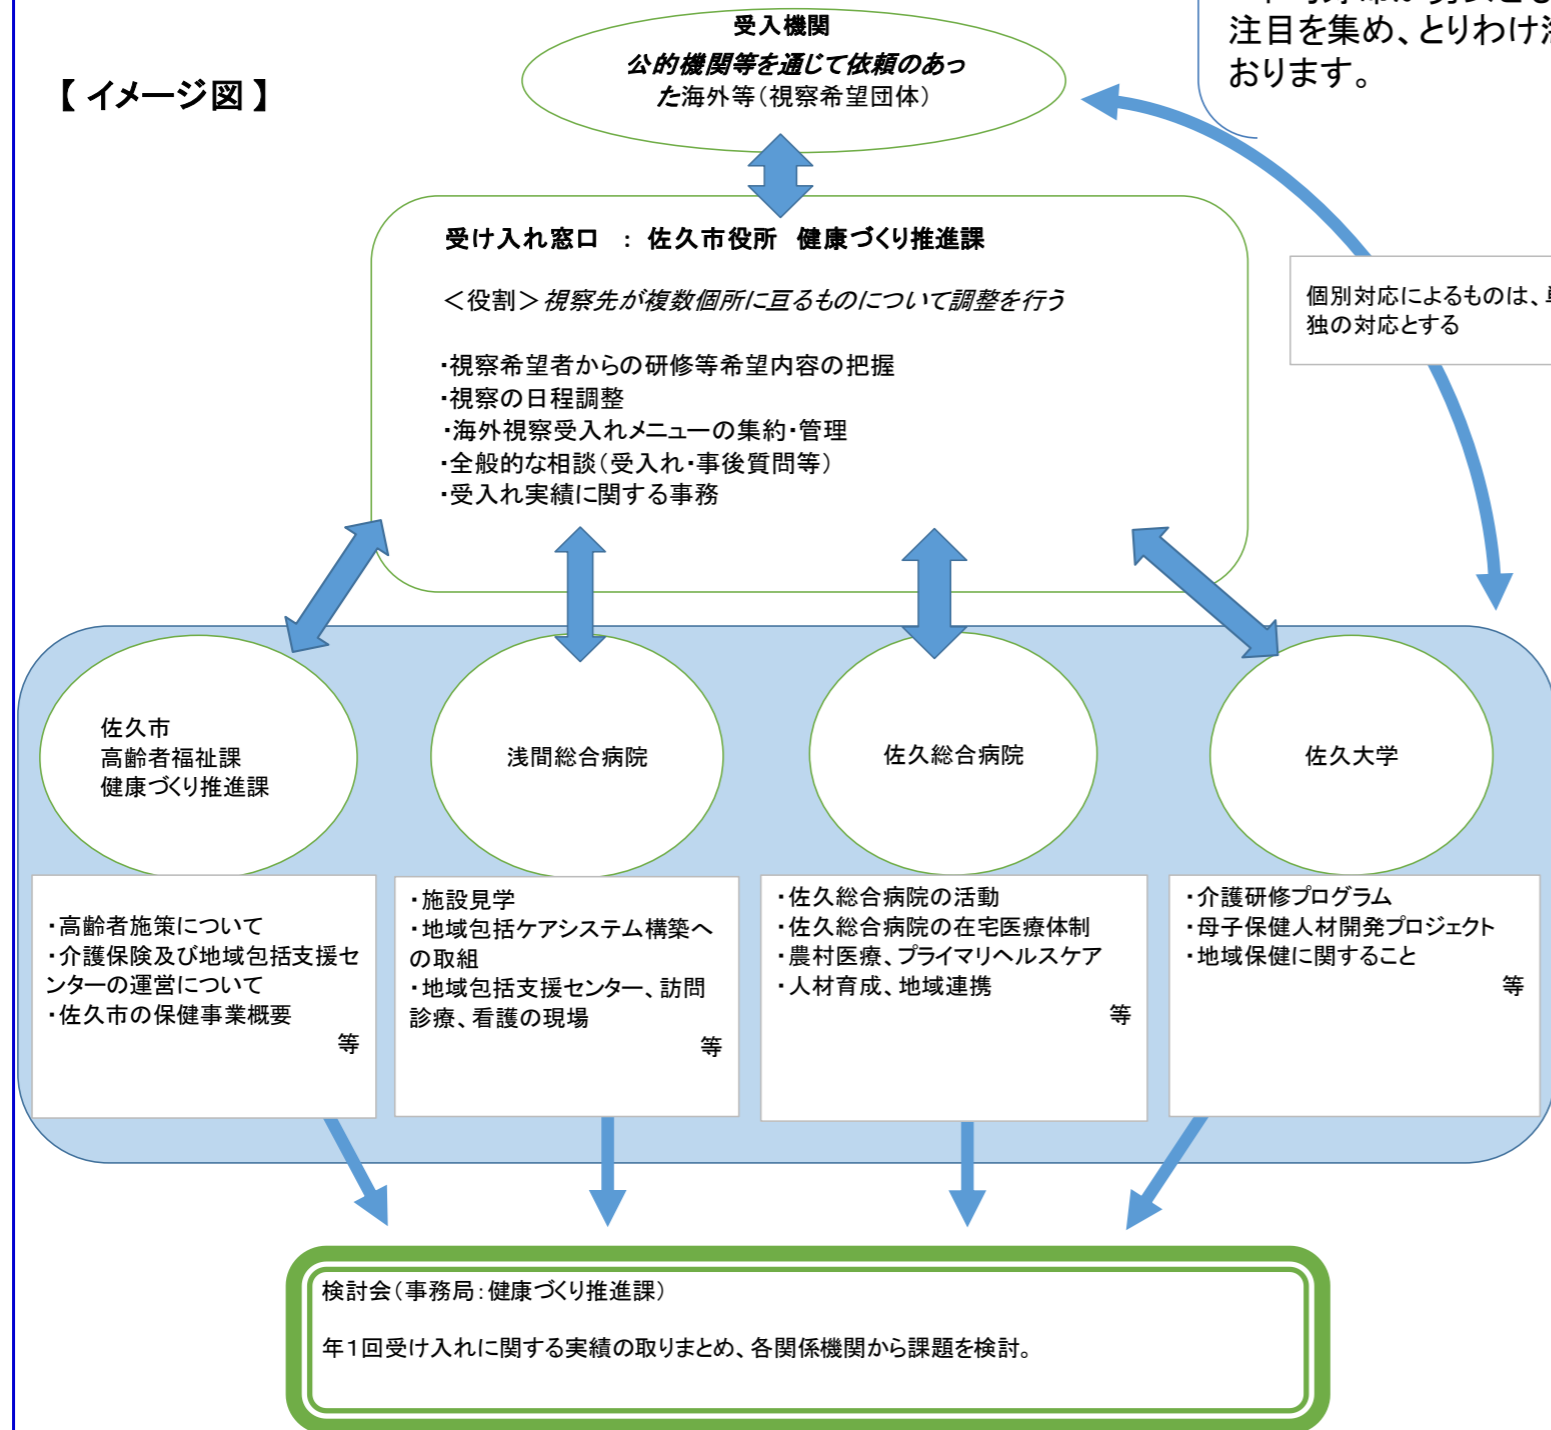 注目を集め、とりわけ
おります。
【 イメージ図 】
受入機関
公的機関等を通じて依頼のあっ
た海外等（視察希望団体）
受け入れ窓口 ： 佐久市役所 健康づくり推進課
＜役割＞視察先が複数個所に亘るものについて調整を行う
・視察希望者からの研修等希望内容の把握
・視察の日程調整
・海外視察受入れメニューの集約・管理
・全般的な相談（受入れ・事後質問等）
・受入れ実績に関する事務
個別対応によるものは、
独の対応とする
佐久市
高齢者福祉課
健康づくり推進課
浅間総合病院
佐久総合病院
佐久大学
・高齢者施策について
・介護保険及び地域包括支援セ
ンターの運営について
・佐久市の保健事業概要
等
・施設見学
・地域包括ケアシステム構築へ
の取組
・地域包括支援センター、訪問
診療、看護の現場
等
・佐久総合病院の活動
・佐久総合病院の在宅医療体制
・農村医療、プライマリヘルスケア
・人材育成、地域連携
等
・介護研修プログラム
・母子保健人材開発プロジェクト
・地域保健に関すること
等
検討会（事務局：健康づくり推進課）
年１回受け入れに関する実績の取りまとめ、各関係機関から課題を検討。